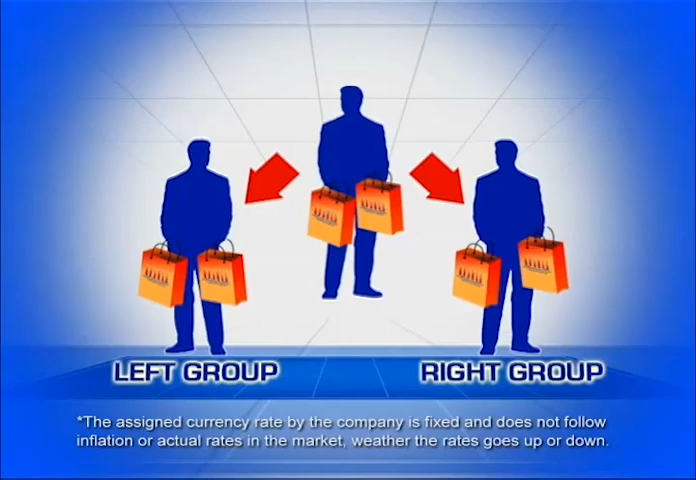 LEFT GROUP
RIGHT GROUP
*The assigned currency rate by the company is fixed and does not follow
inflation or actual rates in the market, weather the rates goes up or down.